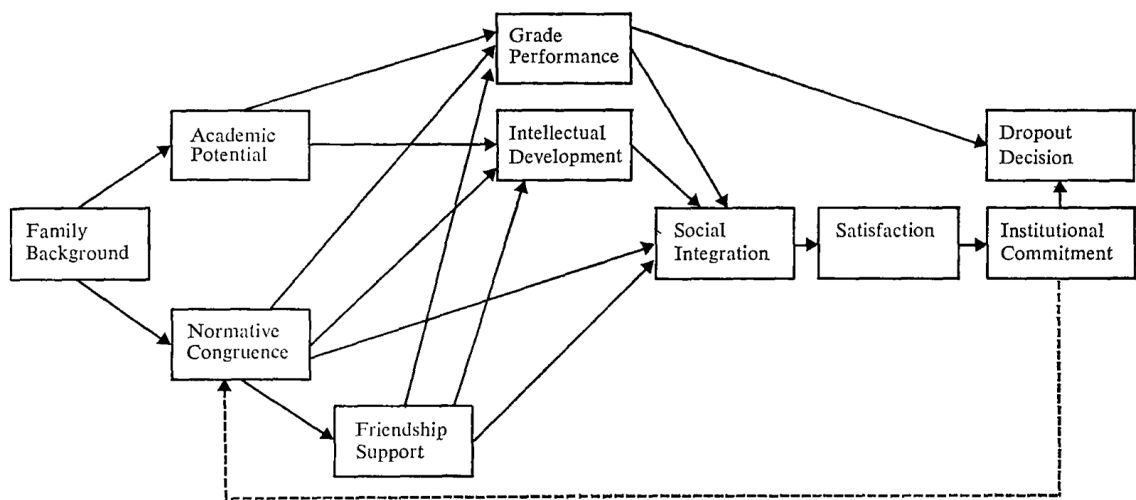 Grade
Performance
Academic
Potential
Intellectual
Development
Dropout
Decision
Family
Background
Social
Integration
Satisfaction
Institutional
Commitment
Normative
Congruence
Friendship
Support